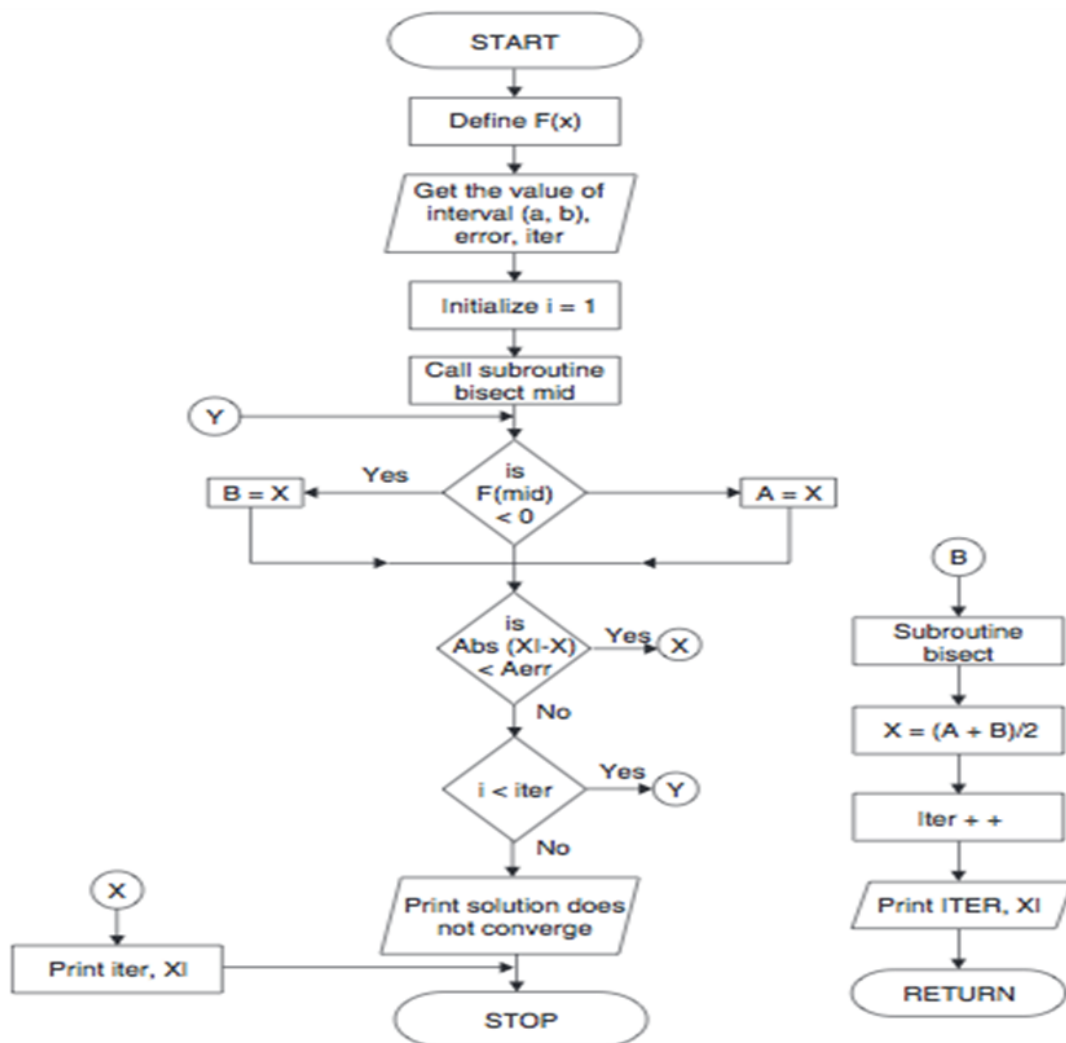 START
Define F(x)
Get the value of
interval (a, b),
error, iter
Initialize i = 1
Call subroutine
bisect mid
Y
is
F(mid)
< 0
Yes
B = X
A = X
is
Abs (XI-X)
< Aerr
Yes
X
No
i < iter
Yes
Y
No
Print solution does
not converge
X
Print iter, XI
STOP
B
Subroutine
bisect
X = (A + B)/2
Iter + +
Print ITER, XI
RETURN